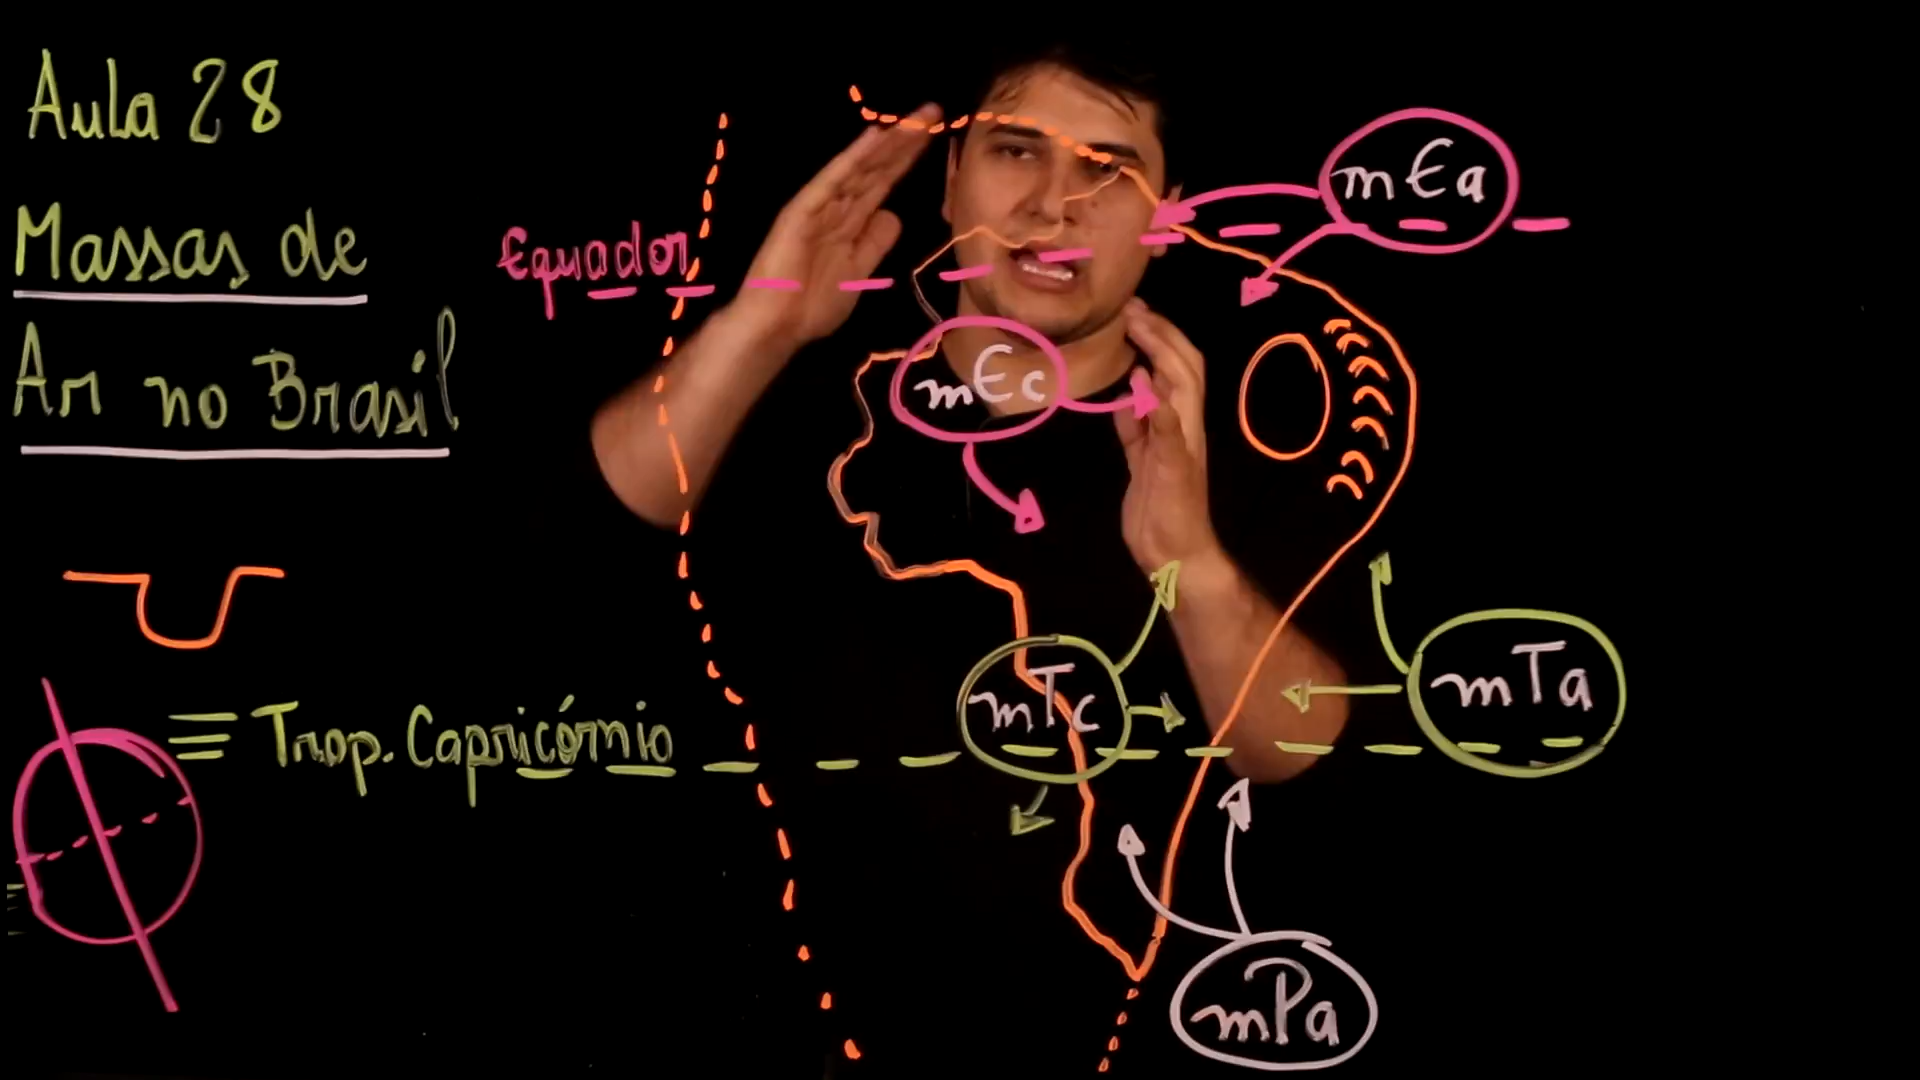 Aula 28
Massas de
Ar no Brasil
Equador
mEa
mEc
mTc
mTa
Trop. Capricórnio
mPa